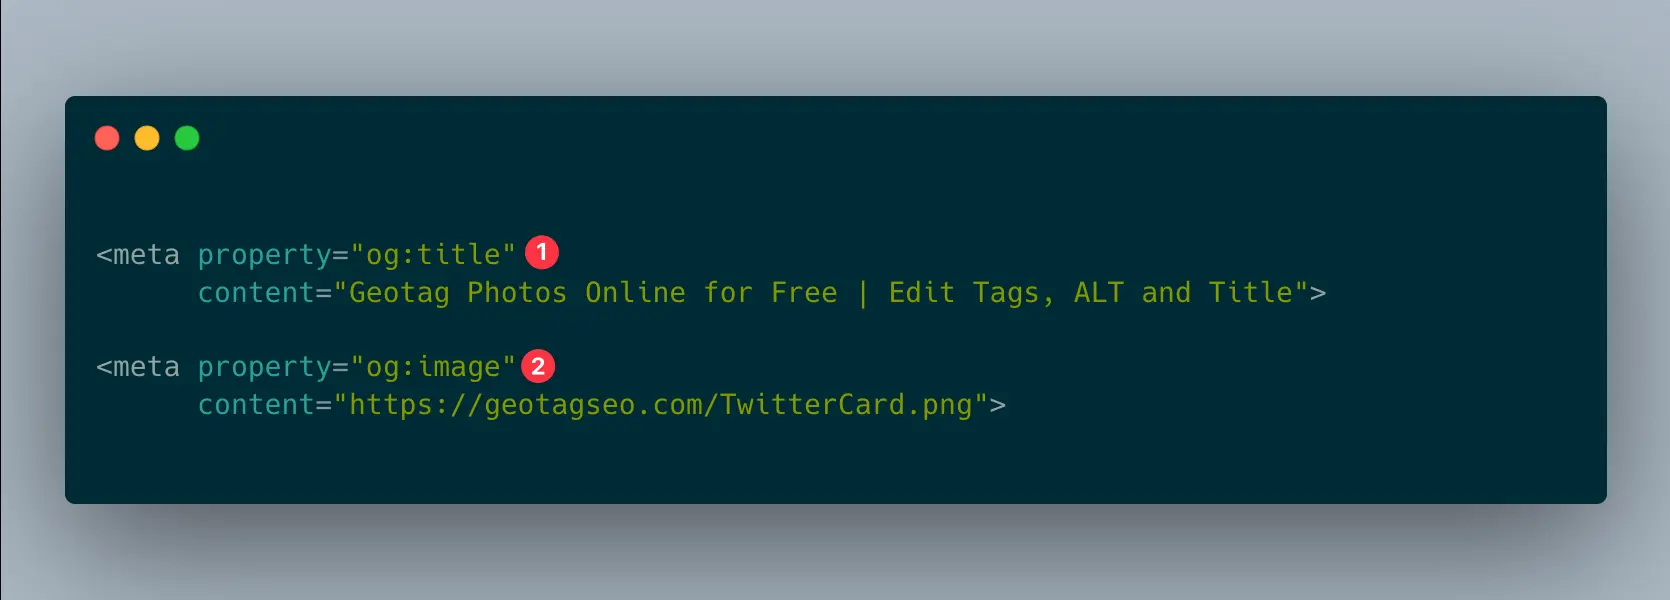 <meta property="og:title" 1
content="Geotag Photos Online for Free | Edit Tags, ALT and Title">
<meta property="og:image" 2
content="https://geotagseo.com/TwitterCard.png">